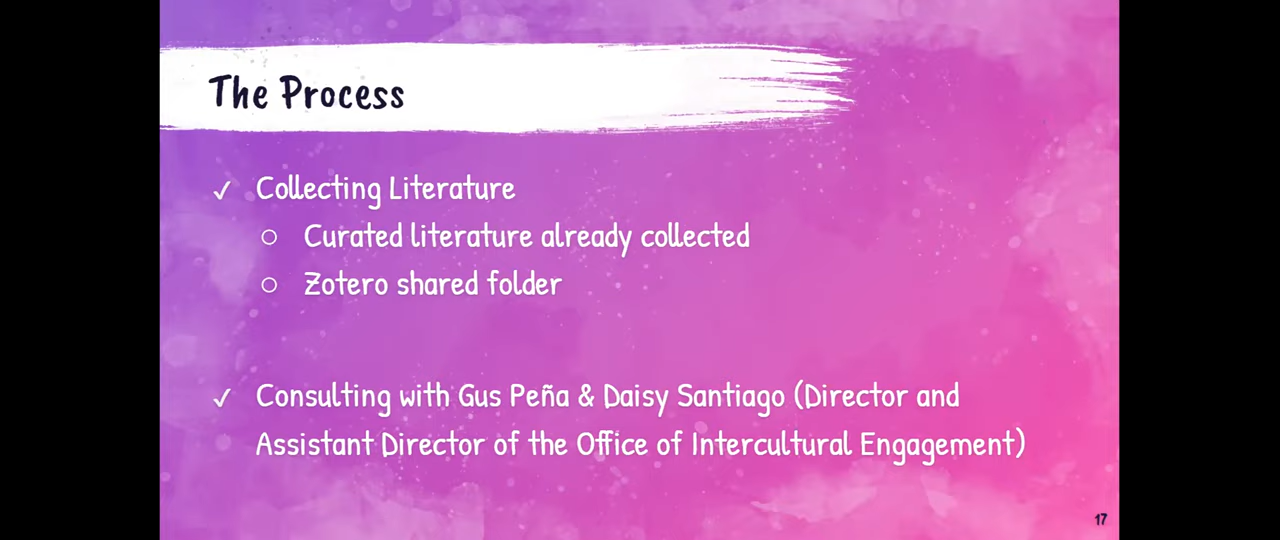 The Process
✓ Collecting Literature
○ Curated literature already collected
○ Zotero shared folder
✓ Consulting with Gus Peña & Daisy Santiago (Director and
Assistant Director of the Office of Intercultural Engagement)
17